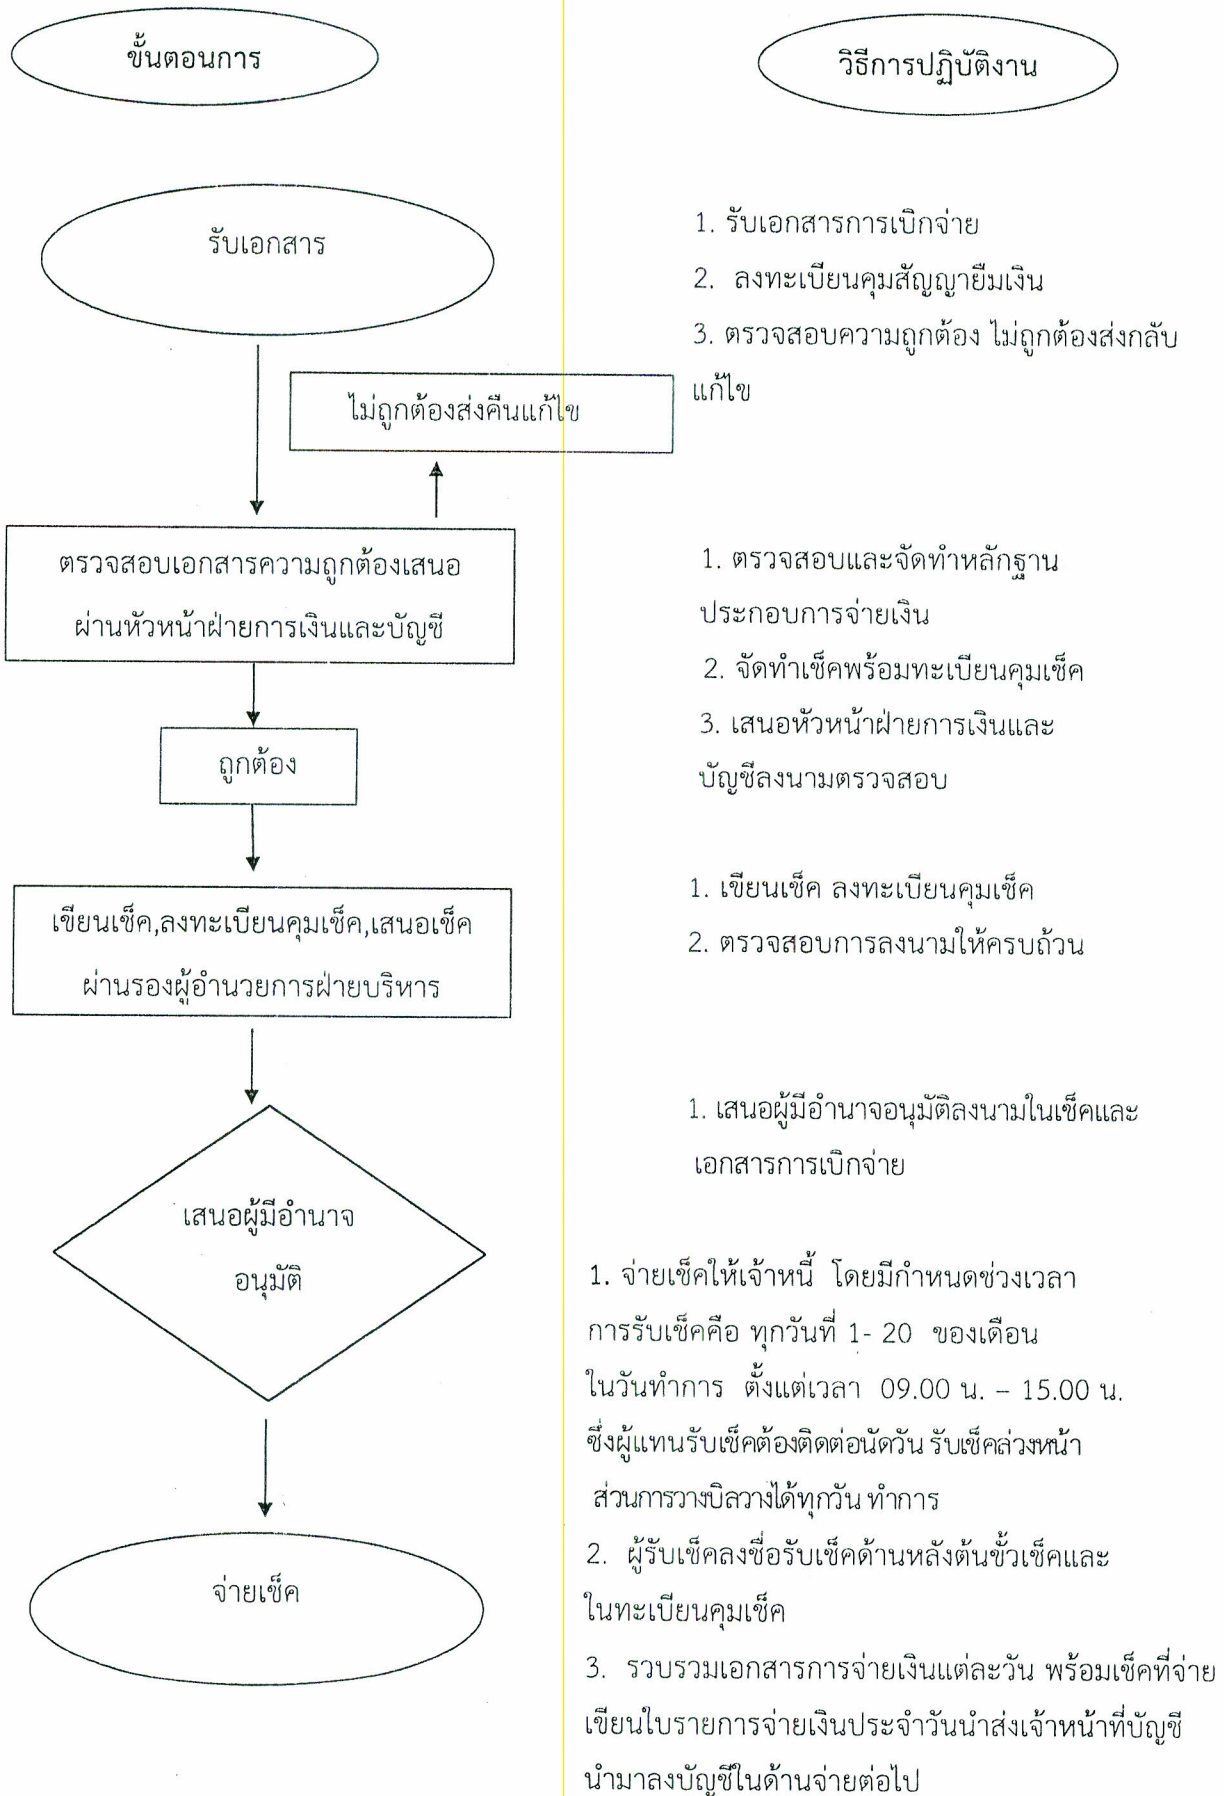 ขั้นตอนการ
วิธีการปฏิบัติงาน
รับเอกสาร
1. รับเอกสารการเบิกจ่าย
2. ลงทะเบียนคุมสัญญายืมเงิน
3. ตรวจสอบความถูกต้อง ไม่ถูกต้องส่งกลับ
แก้ไข
ไม่ถูกต้องส่งคืนแก้ไข
ตรวจสอบเอกสารความถูกต้องเสนอ
ผ่านหัวหน้าฝ่ายการเงินและบัญชี
1. ตรวจสอบและจัดทำหลักฐาน
ประกอบการจ่ายเงิน
2. จัดทำเช็คพร้อมทะเบียนคุมเช็ค
3. เสนอหัวหน้าฝ่ายการเงินและ
บัญชีลงนามตรวจสอบ
ถูกต้อง
เขียนเช็ค,ลงทะเบียนคุมเช็ค,เสนอเช็ค
ผ่านรองผู้อำนวยการฝ่ายบริหาร
1. เขียนเช็ค ลงทะเบียนคุมเช็ค
2. ตรวจสอบการลงนามให้ครบถ้วน
เสนอผู้มีอำนาจ
อนุมัติ
1. เสนอผู้มีอำนาจอนุมัติลงนามในเช็คและ
เอกสารการเบิกจ่าย
จ่ายเช็ค
1. จ่ายเช็คให้เจ้าหนี้ โดยมีกำหนดช่วงเวลา
การรับเช็คคือ ทุกวันที่ 1- 20 ของเดือน
ในวันทำการ ตั้งแต่เวลา 09.00 น. – 15.00 น.
ซึ่งผู้แทนรับเช็คต้องติดต่อนัดวัน รับเช็คล่วงหน้า
ส่วนการวางบิลวางได้ทุกวัน ทำการ
2. ผู้รับเช็คลงชื่อรับเช็คด้านหลังต้นขั้วเช็คและ
ในทะเบียนคุมเช็ค
3. รวบรวมเอกสารการจ่ายเงินแต่ละวัน พร้อมเช็คที่จ่าย
เขียนใบรายการจ่ายเงินประจำวันนำส่งเจ้าหน้าที่บัญชี
นำมาลงบัญชีในด้านจ่ายต่อไป